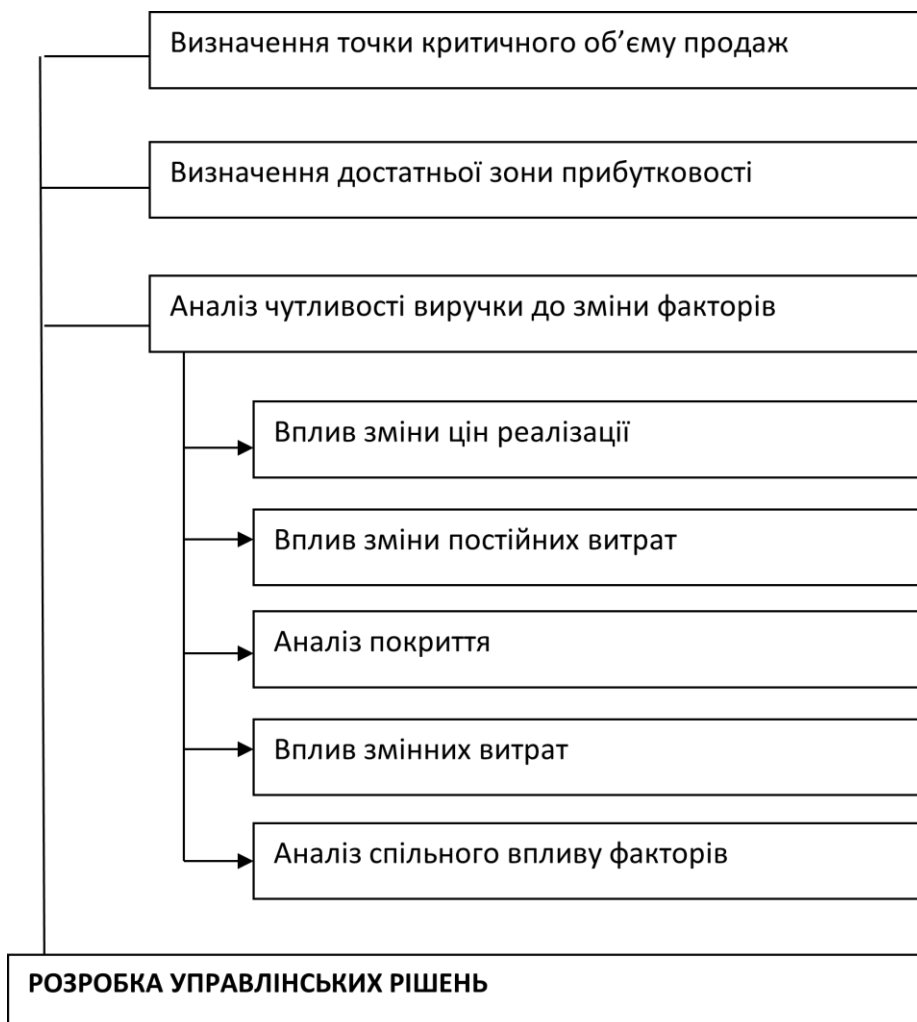 Визначення точки критичного об’єму продаж
Визначення достатньої зони прибутковості
Аналіз чутливості виручки до зміни факторів
Вплив зміни цін реалізації
Вплив зміни постійних витрат
Аналіз покриття
Вплив змінних витрат
Аналіз спільного впливу факторів
РОЗРОБКА УПРАВЛІНСЬКИХ РІШЕНЬ